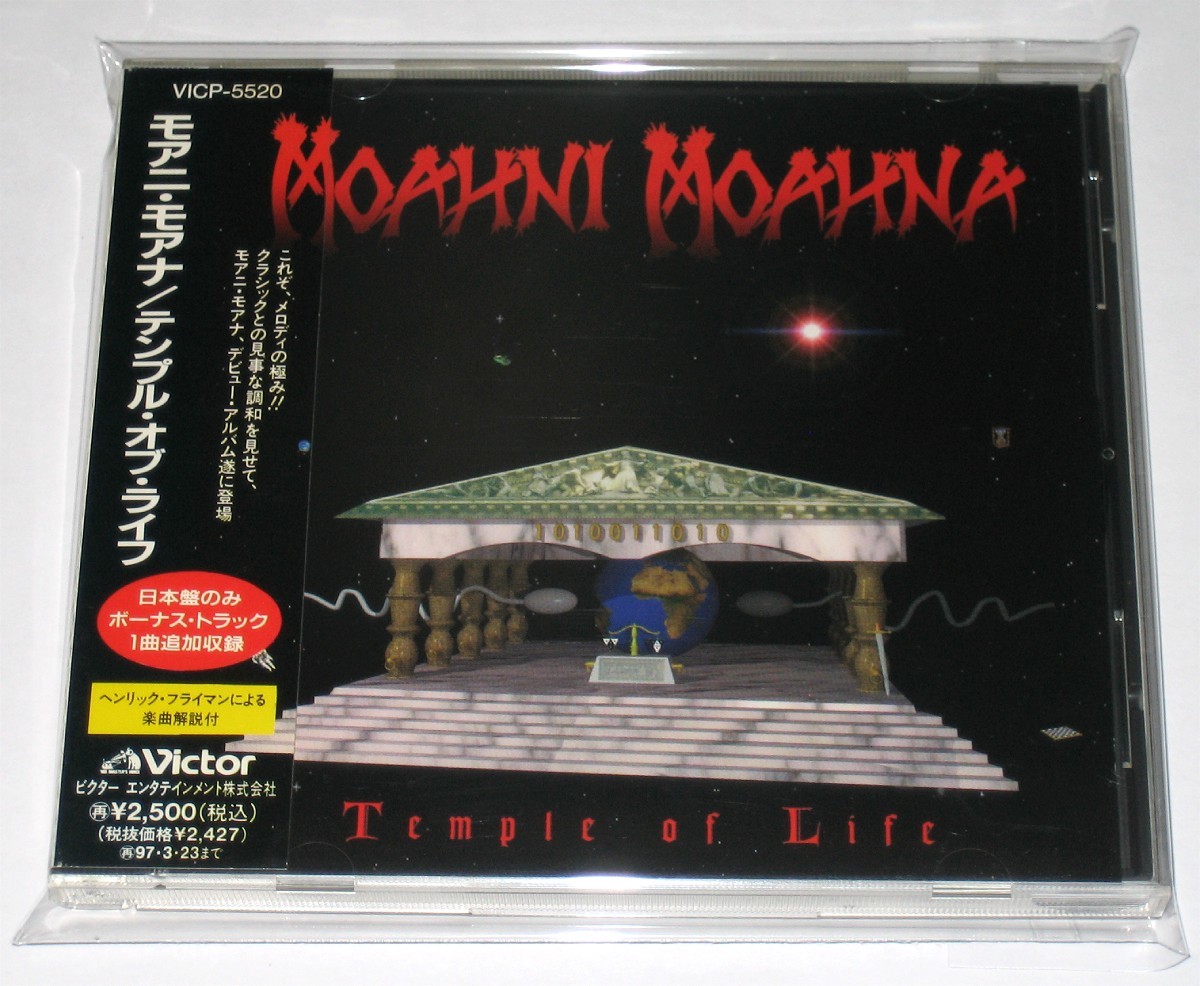 VICP-5520
モアニ・モアナ/テンプル・オブ・ライフ
これぞ、メロディの極み!!
クラシックとの見事な調和を見せて、
モアニ・モアナ、デビュー・アルバム遂に登場
日本盤のみ
ボーナス・トラック
1曲追加収録
ヘンリック・フライマンによる
楽曲解説付
Victor
ビクター エンタテインメント株式会社
再¥2,500(税込)
(税抜価格¥2,427)
再97・3・23まで
MOAHNI MOAHNA
1010011010
Temple of Life